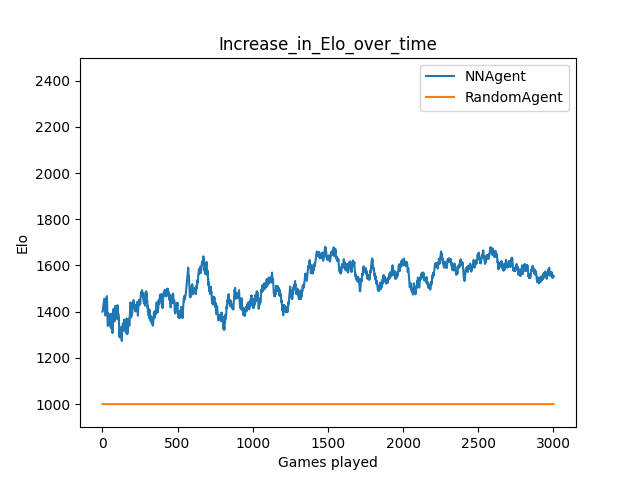 Increase_in_Elo_over_time
NNAgent
RandomAgent
2400
2200
2000
1800
1600
1400
1200
1000
Elo
0 500 1000 1500 2000 2500 3000
Games played